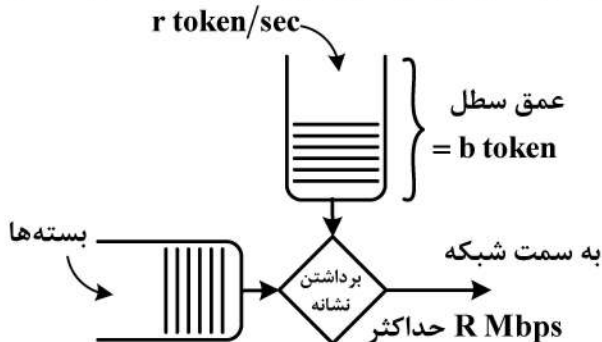 r token/sec
عمق سطل
= b token
بسته‌ها
برداشتن
نشانه
به سمت شبکه
حداکثر R Mbps